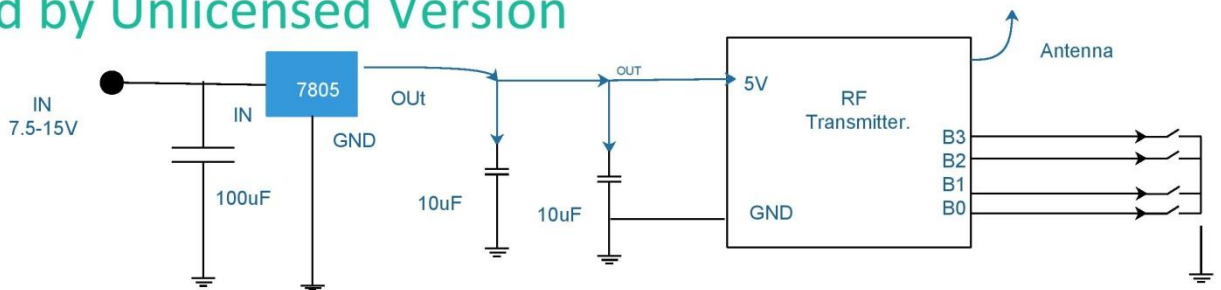 d by Unlicensed Version
IN
7.5-15V
IN
7805
OUt
GND
100uF
10uF
10uF
OUT
5V
RF
Transmitter.
GND
B3
B2
B1
B0
Antenna